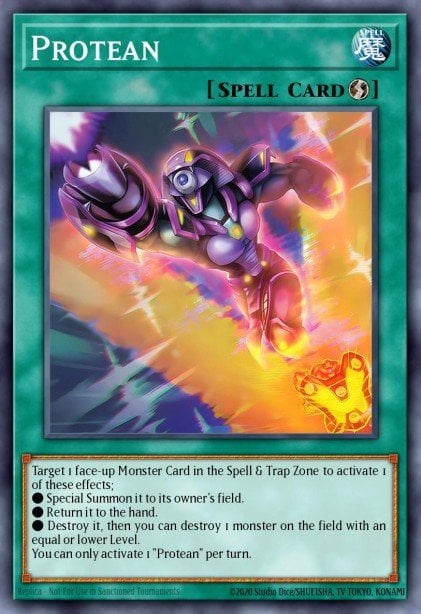 PROTEAN
SPELL
魔
[SPELL CARD]
Target 1 face-up Monster Card in the Spell & Trap Zone to activate 1
of these effects;
● Special Summon it to its owner's field.
● Return it to the hand.
● Destroy it, then you can destroy 1 monster on the field with an
equal or lower Level.
You can only activate 1 "Protean" per turn.
Replica - Not For Use in Sanctioned Tournaments
©2020 Studio Dice/SHUEISHA, TV TOKYO, KONAMI